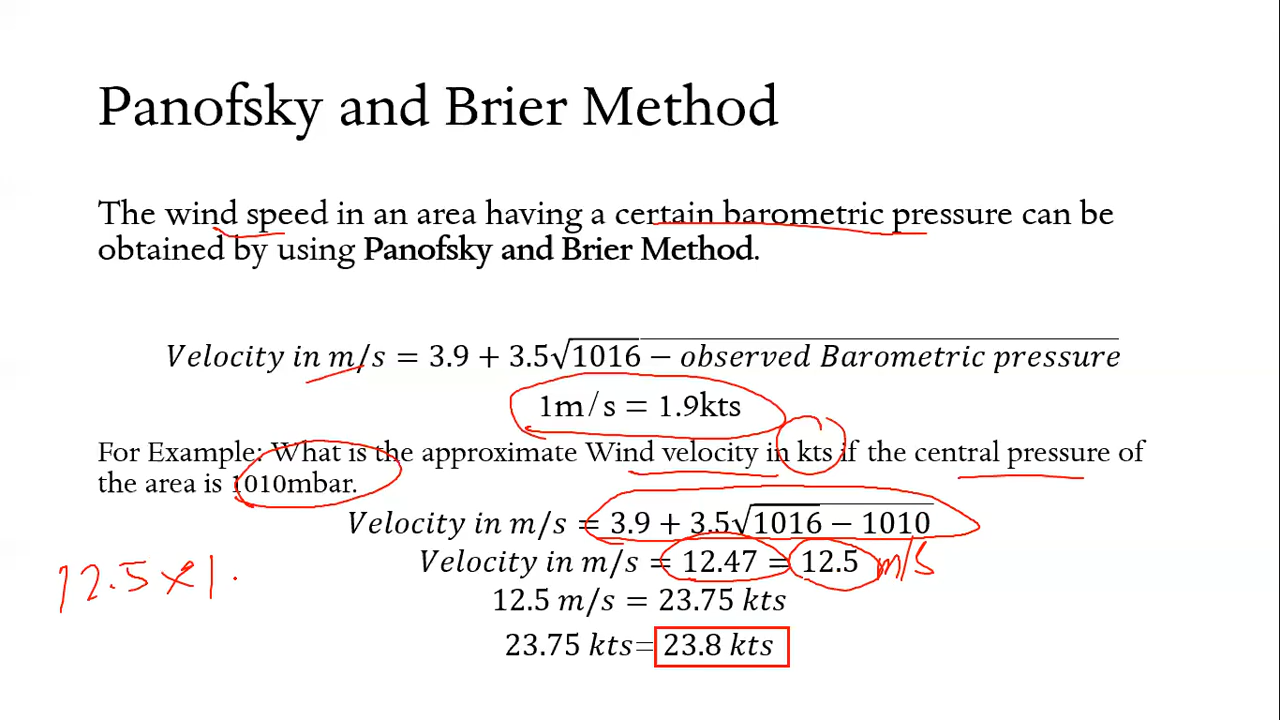 Panofsky and Brier Method
The wind speed in an area having a certain barometric pressure can be
obtained by using Panofsky and Brier Method.
Velocity in m/s = 3.9 + 3.5√1016 − observed Barometric pressure
1m/s = 1.9kts
For Example: What is the approximate Wind velocity in kts if the central pressure of
the area is 1010mbar.
Velocity in m/s = 3.9 + 3.5√1016 − 1010
Velocity in m/s = 12.47 = 12.5 m/s
12.5 × 1.
12.5 m/s = 23.75 kts
23.75 kts= 23.8 kts